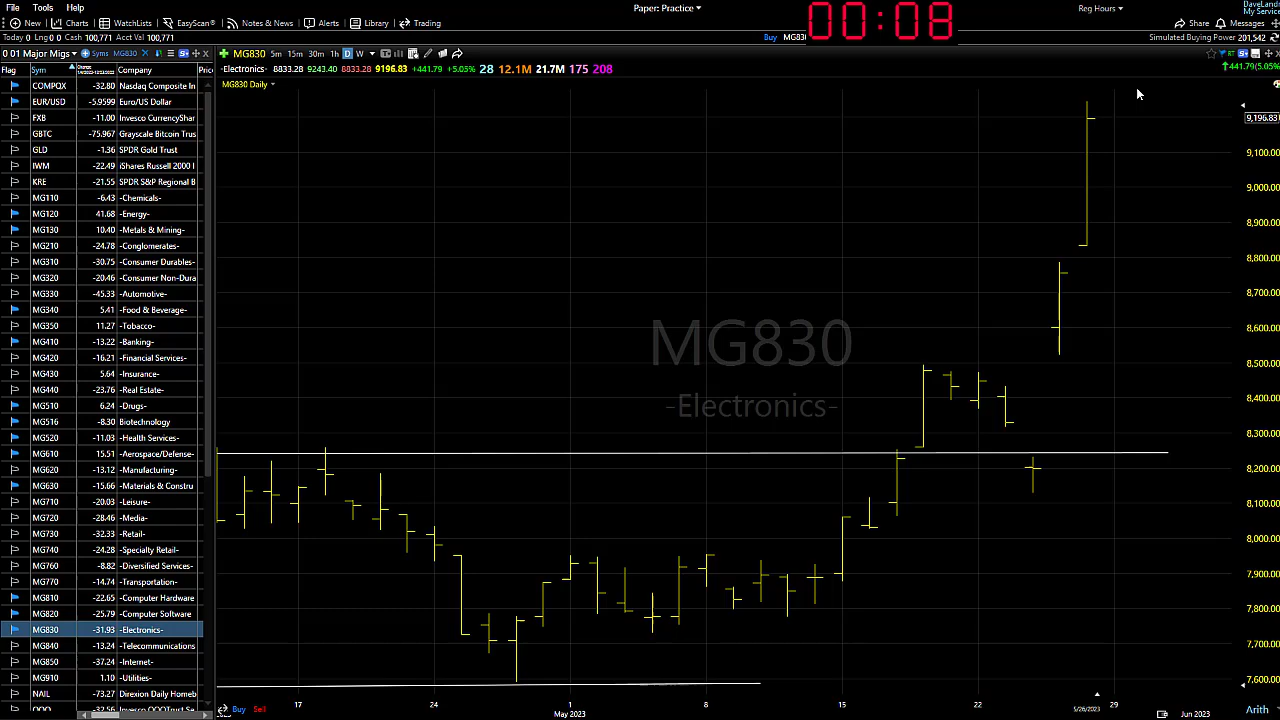 File Tools Help
Paper: Practice
Reg Hours
DaveLand
My Service
00:08
New Charts WatchLists EasyScan® Notes & News Alerts Library Trading
Share Messages
Today 0 Lng 0 0 Cash 100,771 Acct Val 100,771
Buy MG83
Simulated Buying Power 201,542
0 01 Major Migs Syms MG830
MG830 5m 15m 30m 1h D W
-Electronics- 8833.28 9243.40 8833.28 9196.83 +441.79 +5.05% 28 12.1M 21.7M 175 208
441.79(5.05%
MG830 Daily
Flag Sym Company Price
COMPQX -32.80 Nasdaq Composite In
EUR/USD -5.9599 Euro/US Dollar
FXB -11.00 Invesco CurrencyShar
GBTC -75.967 Grayscale Bitcoin Trus
GLD -1.36 SPDR Gold Trust
IWM -22.49 iShares Russell 2000 I
KRE -21.55 SPDR S&P Regional B
MG110 -6.43 -Chemicals-
MG120 41.68 -Energy-
MG130 10.40 -Metals & Mining-
MG210 -24.78 -Conglomerates-
MG310 -30.75 -Consumer Durables-
MG320 -20.46 -Consumer Non-Dura
MG330 -45.33 -Automotive-
MG340 5.41 -Food & Beverage-
MG350 11.27 -Tobacco-
MG410 -13.22 -Banking-
MG420 -16.21 -Financial Services-
MG430 5.64 -Insurance-
MG440 -23.76 -Real Estate-
MG510 6.24 -Drugs-
MG516 -8.30 Biotechnology
MG520 -11.03 -Health Services-
MG610 15.51 -Aerospace/Defense-
MG620 -13.12 -Manufacturing-
MG630 -15.66 -Materials & Constru
MG710 -20.03 -Leisure-
MG720 -28.46 -Media-
MG730 -32.33 -Retail-
MG740 -24.28 -Specialty Retail-
MG760 -8.82 -Diversified Services-
MG770 -14.74 -Transportation-
MG810 -22.65 -Computer Hardware
MG820 -25.79 -Computer Software
MG830 -31.93 -Electronics-
MG840 -13.24 -Telecommunications
MG850 -37.24 -Internet-
MG910 1.10 -Utilities-
NAIL -73.27 Direxion Daily Homeb
QQQ -32.56 Invesco QQQTrust Se
MG830
-Electronics-
9,196.83
9,100.00
9,000.00
8,900.00
8,800.00
8,700.00
8,600.00
8,500.00
8,400.00
8,300.00
8,200.00
8,100.00
8,000.00
7,900.00
7,800.00
7,700.00
7,600.00
Buy Sell
17 24 1 8 15 22 5/26/2023 29
May 2023 Jun 2023
Arith